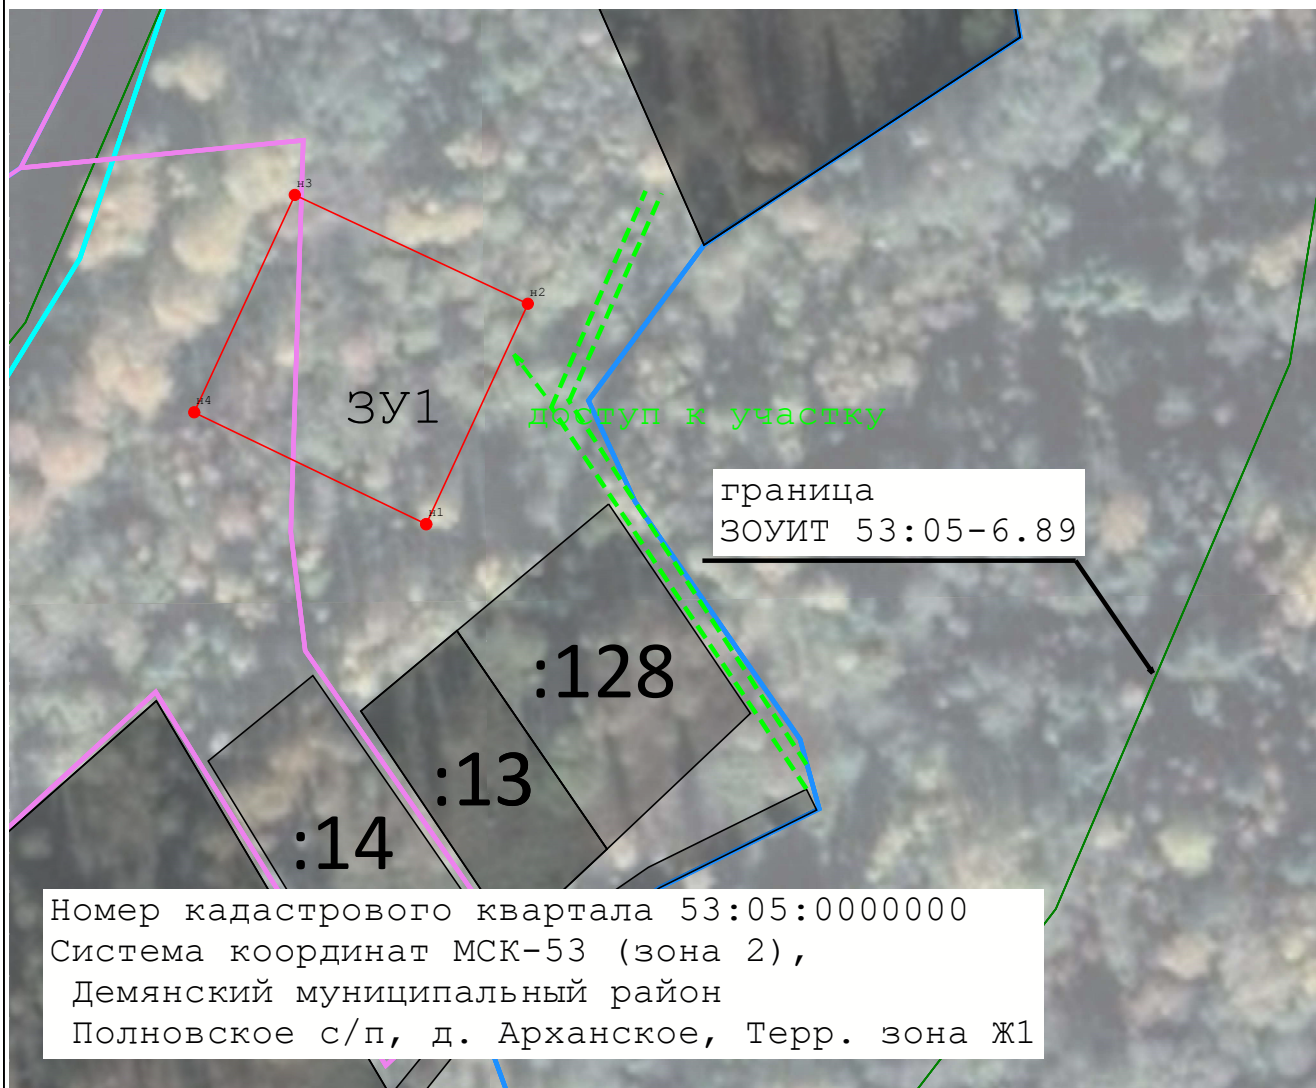 н3
н2
н4
ЗУ1
доступ к участку
н1
граница
ЗОУИТ 53:05-6.89
:128
:13
:14
Номер кадастрового квартала 53:05:0000000
Система координат МСК-53 (зона 2),
Демянский муниципальный район
Полновское с/п, д. Арханское, Терр. зона Ж1